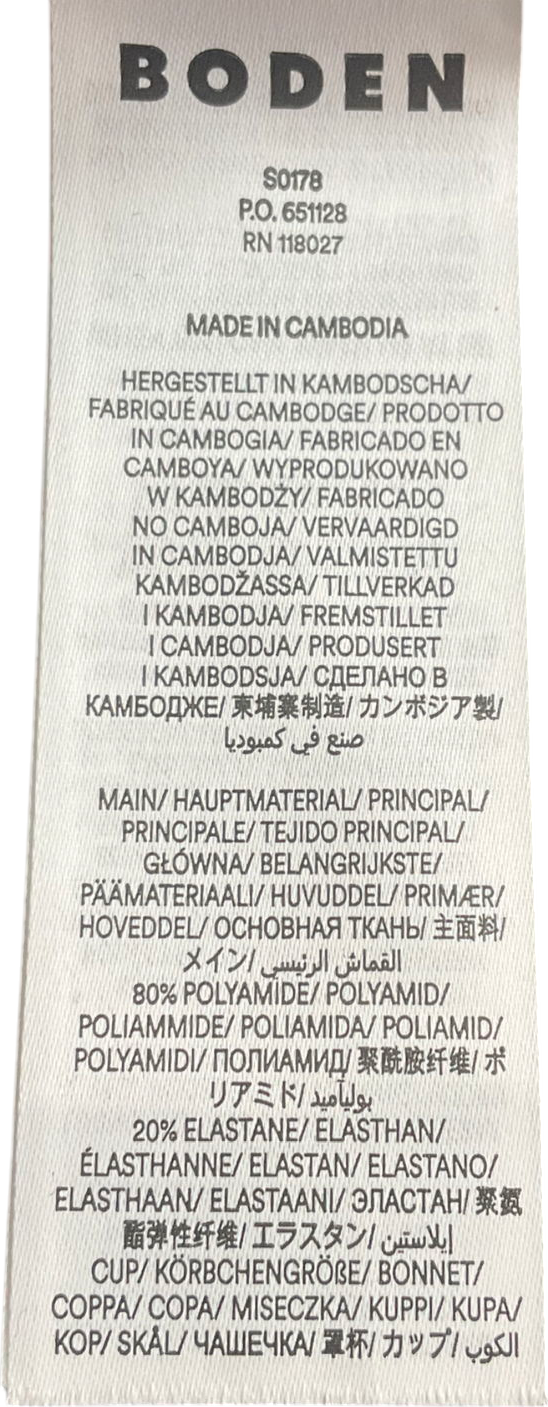 BODEN
S0178
P.O. 651128
RN 118027
MADE IN CAMBODIA
HERGESTELLT IN KAMBODSCHA/
FABRIQUÉ AU CAMBODGE/ PRODOTTO
IN CAMBOGIA/ FABRICADO EN
CAMBOYA/ WYPRODUKOWANO
W KAMBODŻY/ FABRICADO
NO CAMBOJA/ VERVAARDIGD
IN CAMBODJA/ VALMISTETTU
KAMBODŽASSA/ TILLVERKAD
I KAMBODJA/ FREMSTILLET
I CAMBODJA/ PRODUSERT
I KAMBODSJA/ СДЕЛАНО В
КАМБОДЖЕ/ 柬埔寨制造/ カンボジア製/
صنع في كمبوديا
MAIN/ HAUPTMATERIAL/ PRINCIPAL/
PRINCIPALE/ TEJIDO PRINCIPAL/
GŁÓWNA/ BELANGRIJKSTE/
PÄÄMATERIAALI/ HUVUDDEL/ PRIMÆR/
HOVEDDEL/ ОСНОВНАЯ ТКАНЬ/ 主面料/
メイン/ القماش الرئيسي
80% POLYAMIDE/ POLYAMID/
POLIAMMIDE/ POLIAMIDA/ POLIAMID/
POLYAMIDI/ ПОЛИАМИД/ 聚酰胺纤维/ ポ
リアミド/ بوليآميد
20% ELASTANE/ ELASTHAN/
ÉLASTHANNE/ ELASTAN/ ELASTANO/
ELASTHAAN/ ELASTAANI/ ЭЛАСТАН/ 聚氨
酯弹性纤维/ エラスタン/ إيلاستين
CUP/ KÖRBCHENGRÖßE/ BONNET/
COPPA/ COPA/ MISECZKA/ KUPPI/ KUPA/
KOP/ SKÅL/ ЧАШЕЧКА/ 罩杯/ カップ/ الكوب